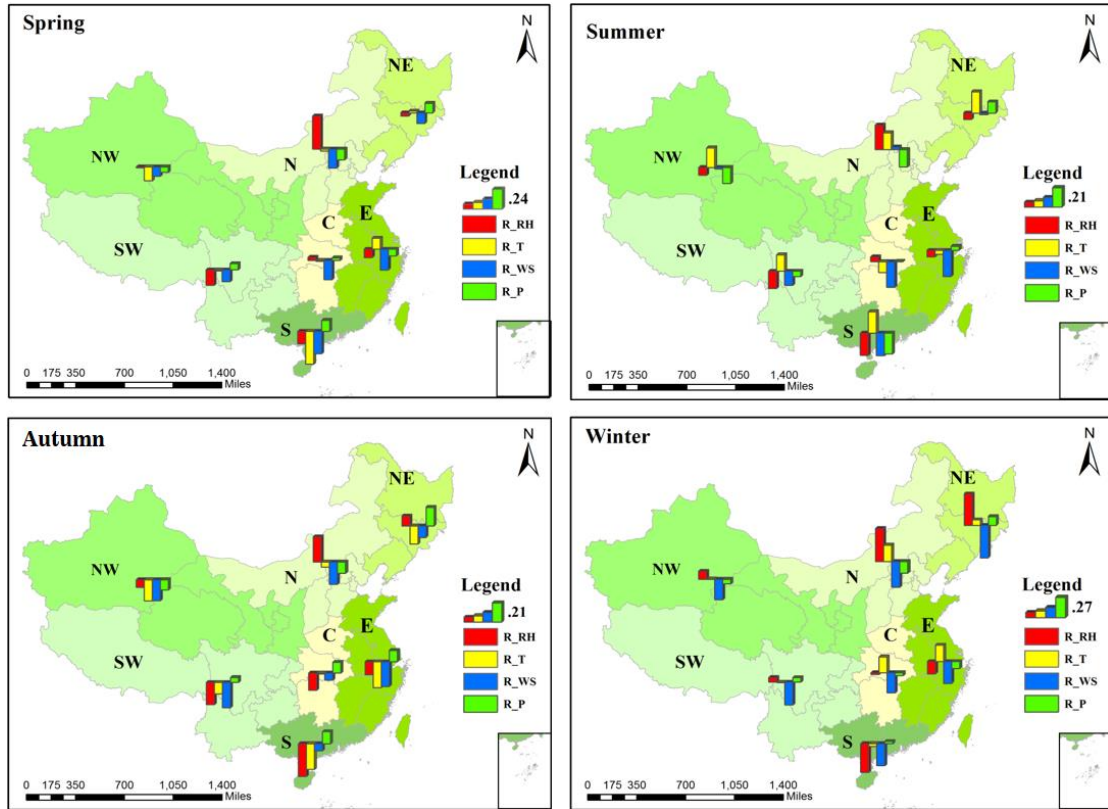 Spring
N
NE
NW
N
SW
C
E
S
Legend
.24
R_RH
R_T
R_WS
R_P
0 175 350 700 1,050 1,400
Miles
Summer
N
NE
NW
N
SW
C
E
S
Legend
.21
R_RH
R_T
R_WS
R_P
0 175 350 700 1,050 1,400
Miles
Autumn
N
NE
NW
N
SW
C
E
S
Legend
.21
R_RH
R_T
R_WS
R_P
0 175 350 700 1,050 1,400
Miles
Winter
N
NE
NW
N
SW
C
E
S
Legend
.27
R_RH
R_T
R_WS
R_P
0 175 350 700 1,050 1,400
Miles